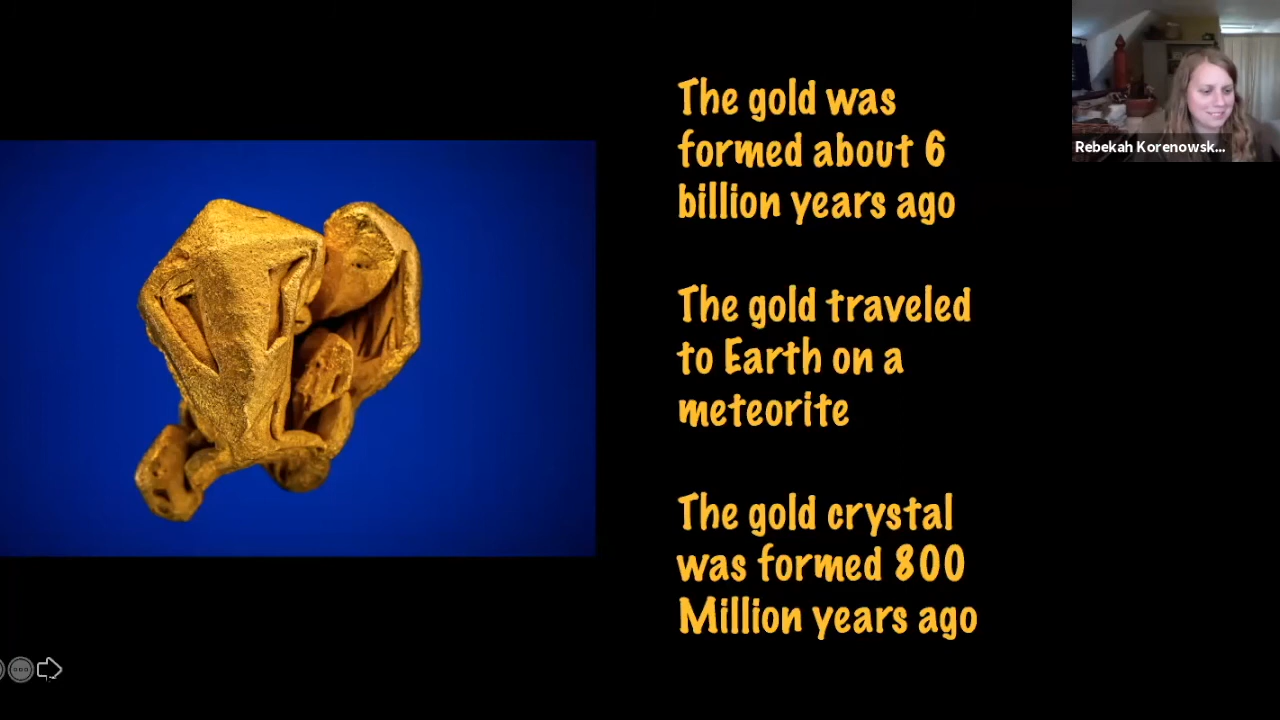 The gold was
formed about 6
billion years ago
The gold traveled
to Earth on a
meteorite
The gold crystal
was formed 800
Million years ago
Rebekah Korenowsk...